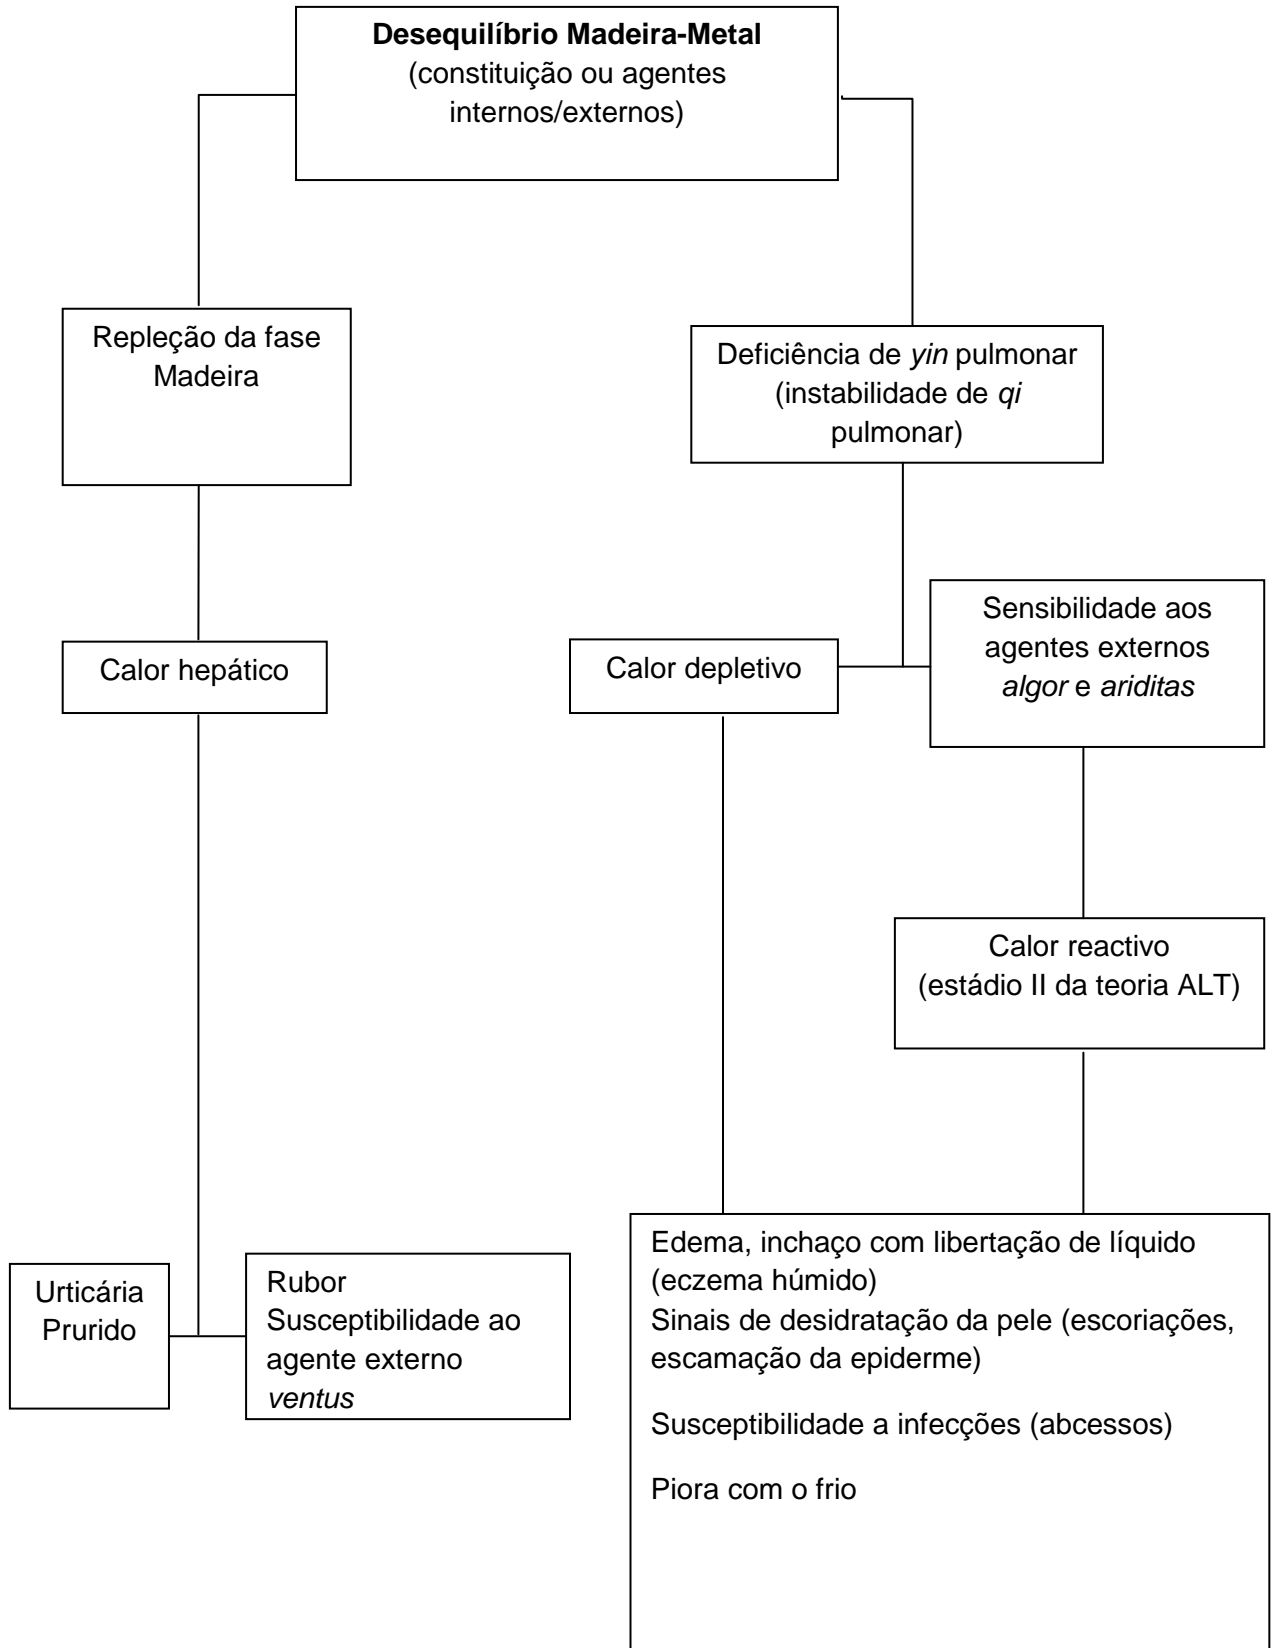 Desequilíbrio Madeira-Metal
(constituição ou agentes
internos/externos)
Repleção da fase
Madeira
Deficiência de yin pulmonar
(instabilidade de qi
pulmonar)
Calor hepático
Calor depletivo
Sensibilidade aos
agentes externos
algor e ariditas
Calor reactivo
(estádio II da teoria ALT)
Urticária
Prurido
Rubor
Susceptibilidade ao
agente externo
ventus
Edema, inchaço com libertação de líquido
(eczema húmido)
Sinais de desidratação da pele (escoriações,
escamação da epiderme)
Susceptibilidade a infecções (abcessos)
Piora com o frio